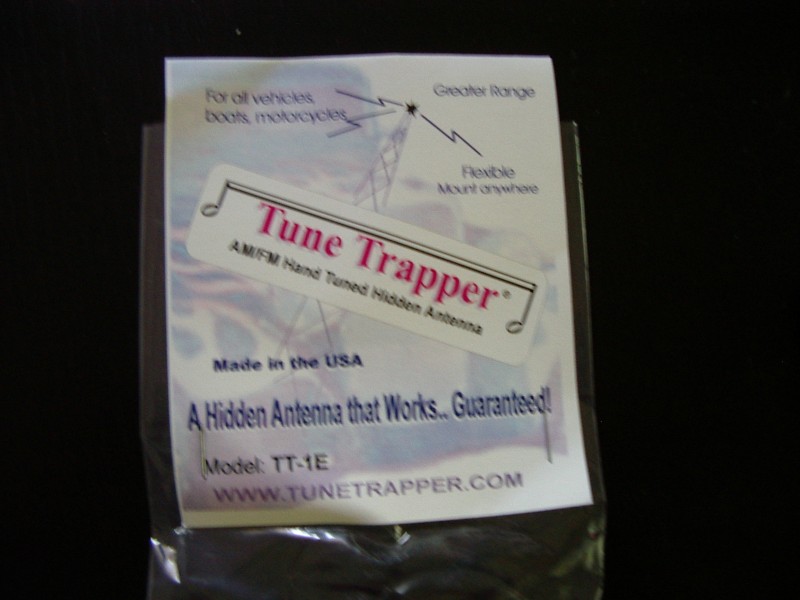 For all vehicles,
boats, motorcycles
Greater Range
Flexible
Mount anywhere
Tune Trapper®
AM/FM Hand Tuned Hidden Antenna
Made in the USA
A Hidden Antenna that Works.. Guaranteed!
Model: TT-1E
WWW.TUNETRAPPER.COM